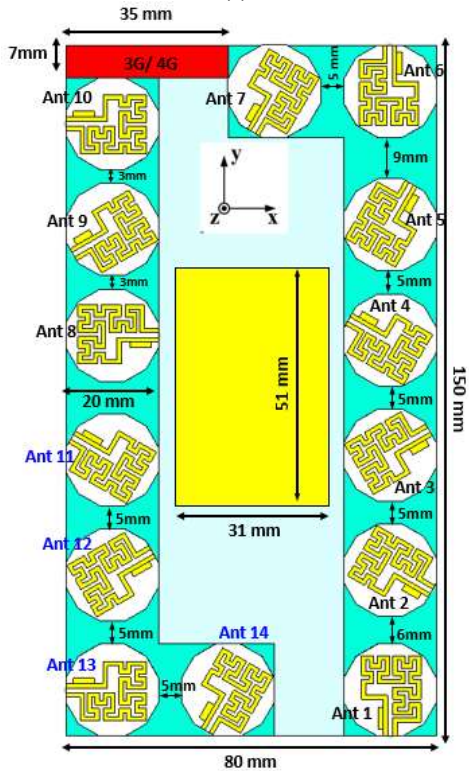 35 mm
7mm
3G/ 4G
Ant 10
Ant 7
5 mm
Ant 6
9mm
3mm
y
z
x
Ant 9
Ant 5
5mm
3mm
Ant 4
Ant 8
150 mm
51 mm
5mm
20 mm
Ant 11
Ant 3
5mm
5mm
31 mm
Ant 12
Ant 2
5mm
6mm
Ant 14
Ant 13
5mm
Ant 1
80 mm